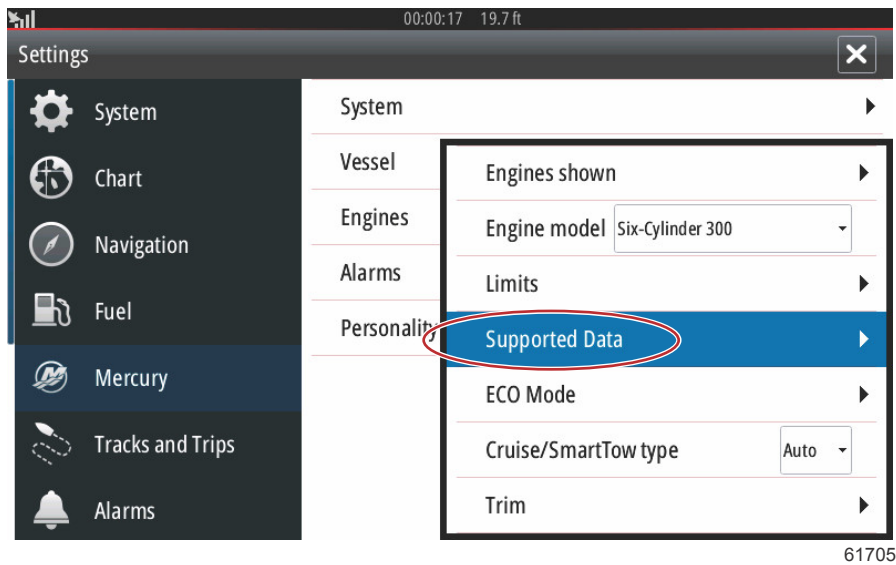 00:00:17 19.7 ft
Settings
System
Chart
Navigation
Fuel
Mercury
Tracks and Trips
Alarms
System
Vessel
Engines
Alarms
Personality
Engines shown
Engine model Six-Cylinder 300
Limits
Supported Data
ECO Mode
Cruise/SmartTow type Auto
Trim
61705